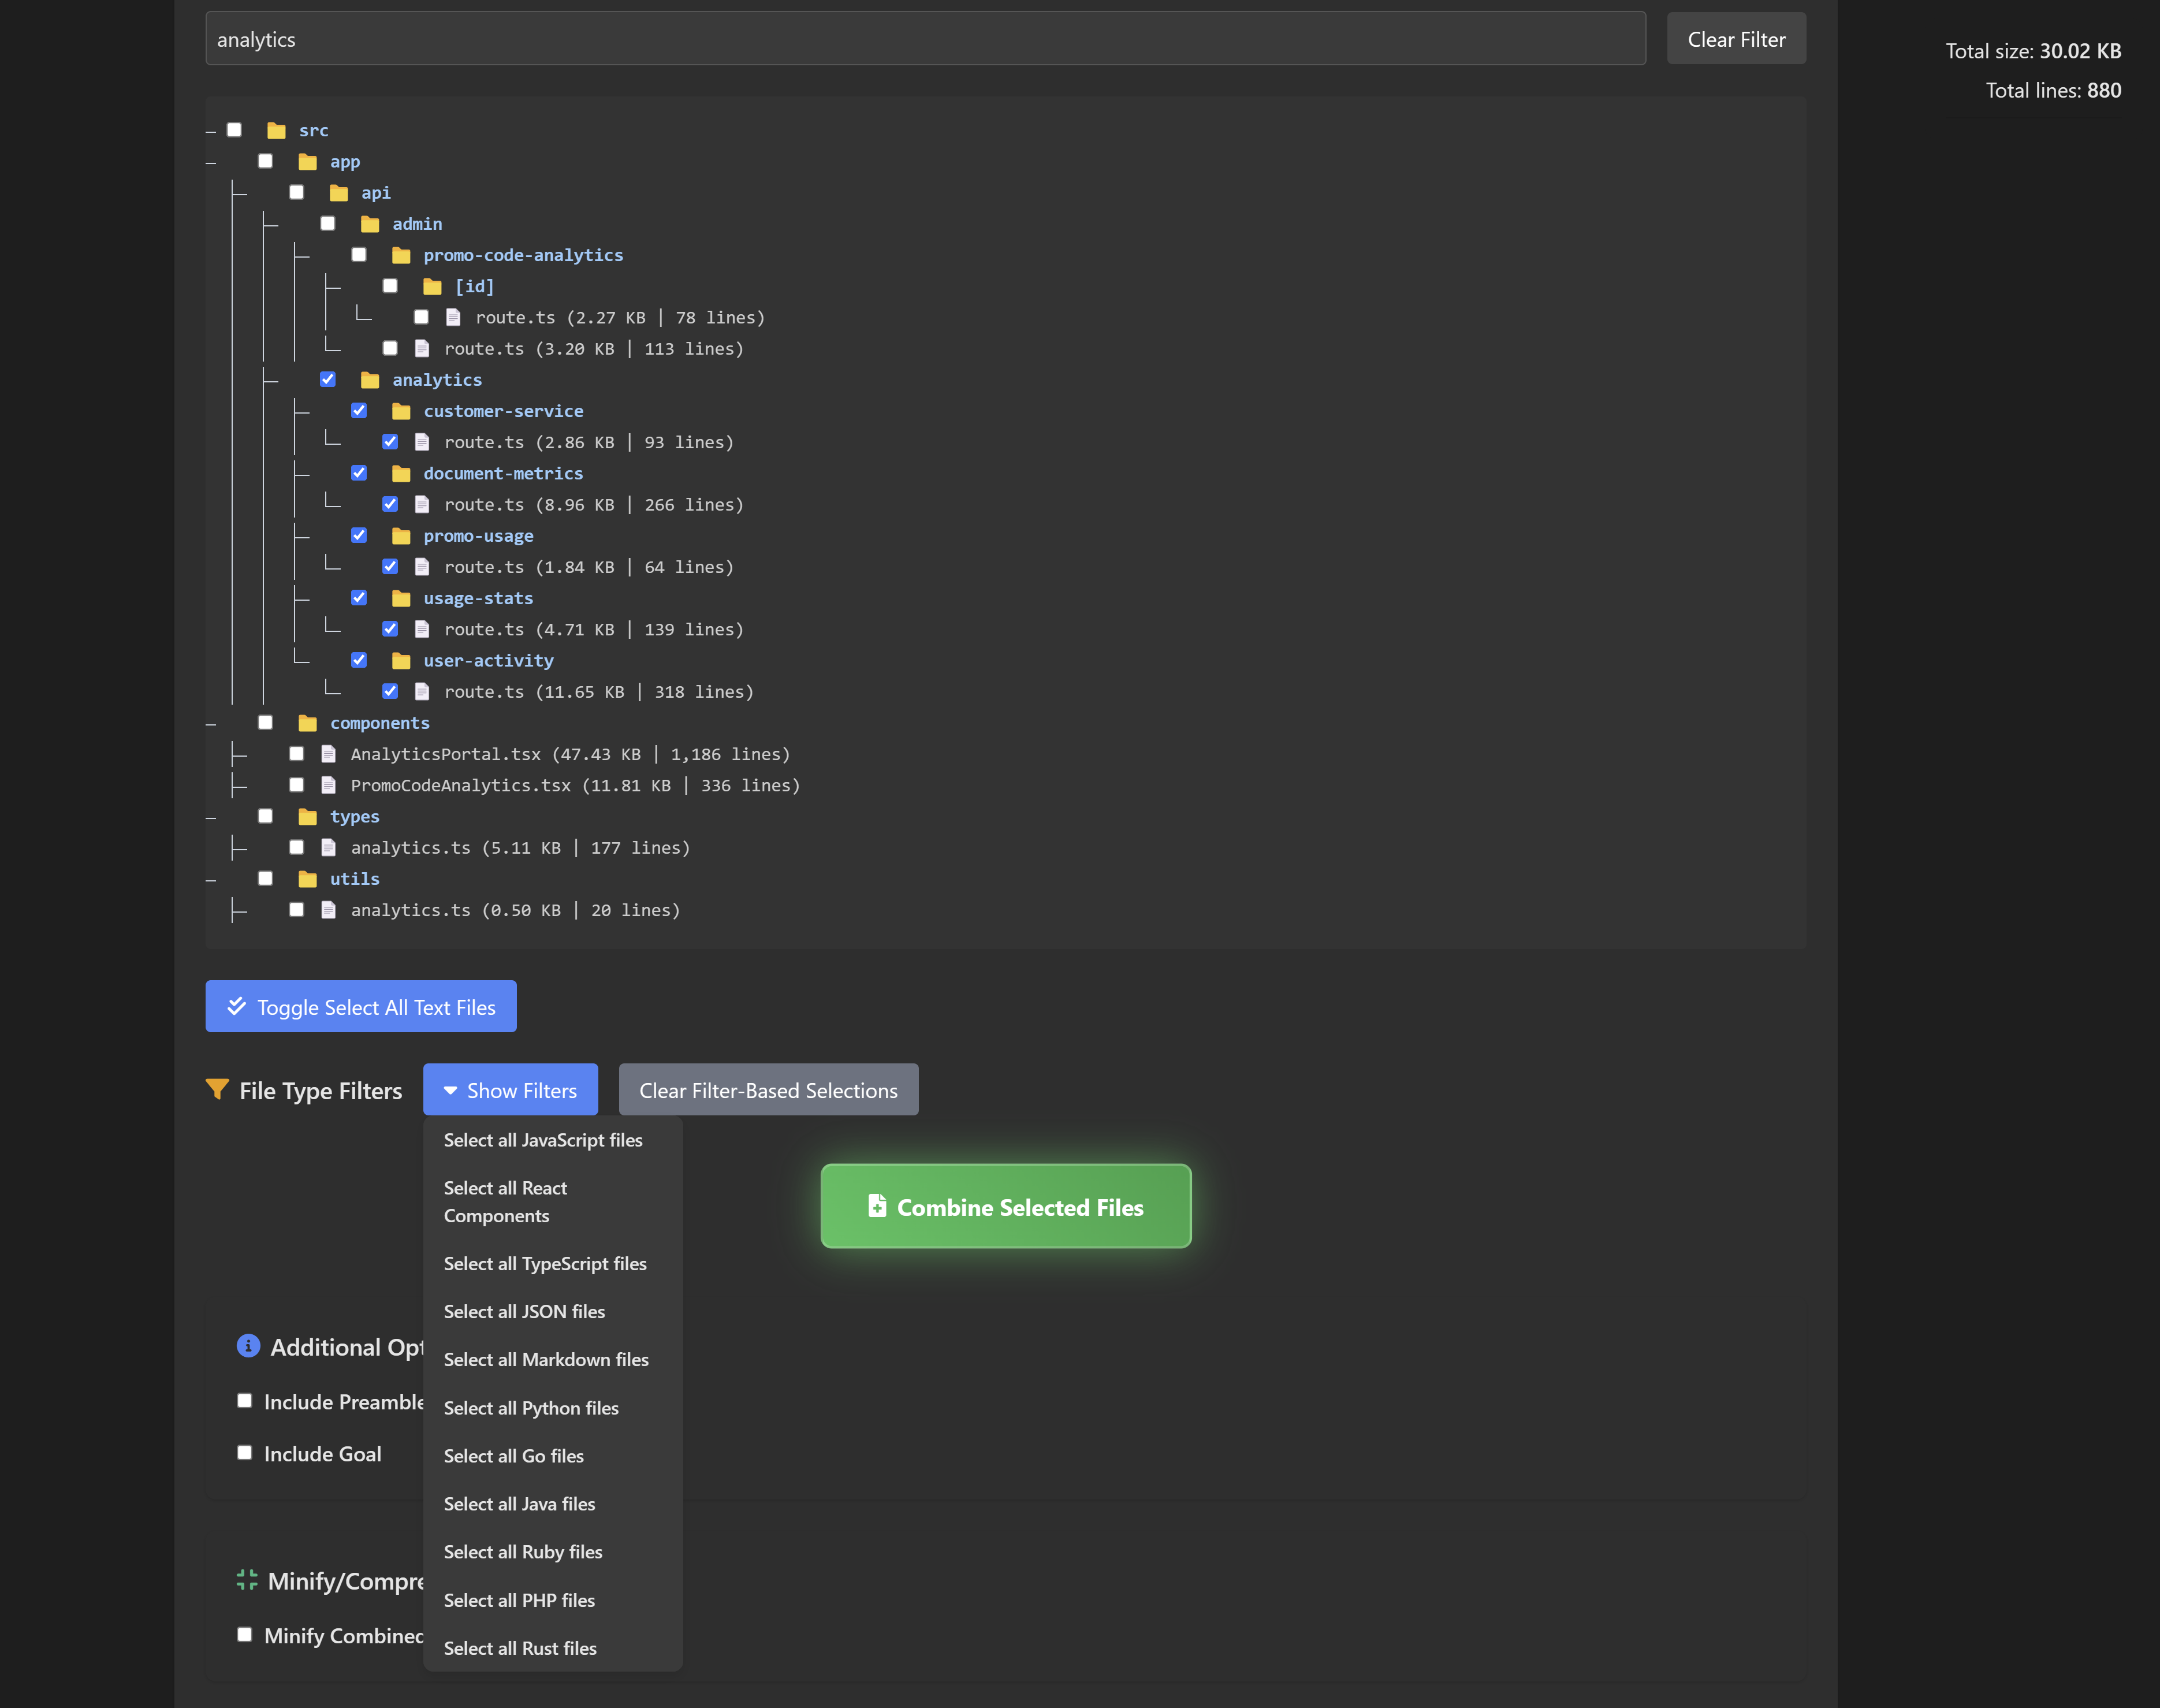 analytics
Clear Filter
Total size: 30.02 KB
Total lines: 880
src
app
api
admin
promo-code-analytics
[id]
route.ts (2.27 KB | 78 lines)
route.ts (3.20 KB | 113 lines)
analytics
customer-service
route.ts (2.86 KB | 93 lines)
document-metrics
route.ts (8.96 KB | 266 lines)
promo-usage
route.ts (1.84 KB | 64 lines)
usage-stats
route.ts (4.71 KB | 139 lines)
user-activity
route.ts (11.65 KB | 318 lines)
components
AnalyticsPortal.tsx (47.43 KB | 1,186 lines)
PromoCodeAnalytics.tsx (11.81 KB | 336 lines)
types
analytics.ts (5.11 KB | 177 lines)
utils
analytics.ts (0.50 KB | 20 lines)
Toggle Select All Text Files
File Type Filters
Show Filters
Clear Filter-Based Selections
Select all JavaScript files
Select all React
Components
Select all TypeScript files
Select all JSON files
Select all Markdown files
Select all Python files
Select all Go files
Select all Java files
Select all Ruby files
Select all PHP files
Select all Rust files
Combine Selected Files
Additional Opt
Include Preamble
Include Goal
Minify/Compre
Minify Combined